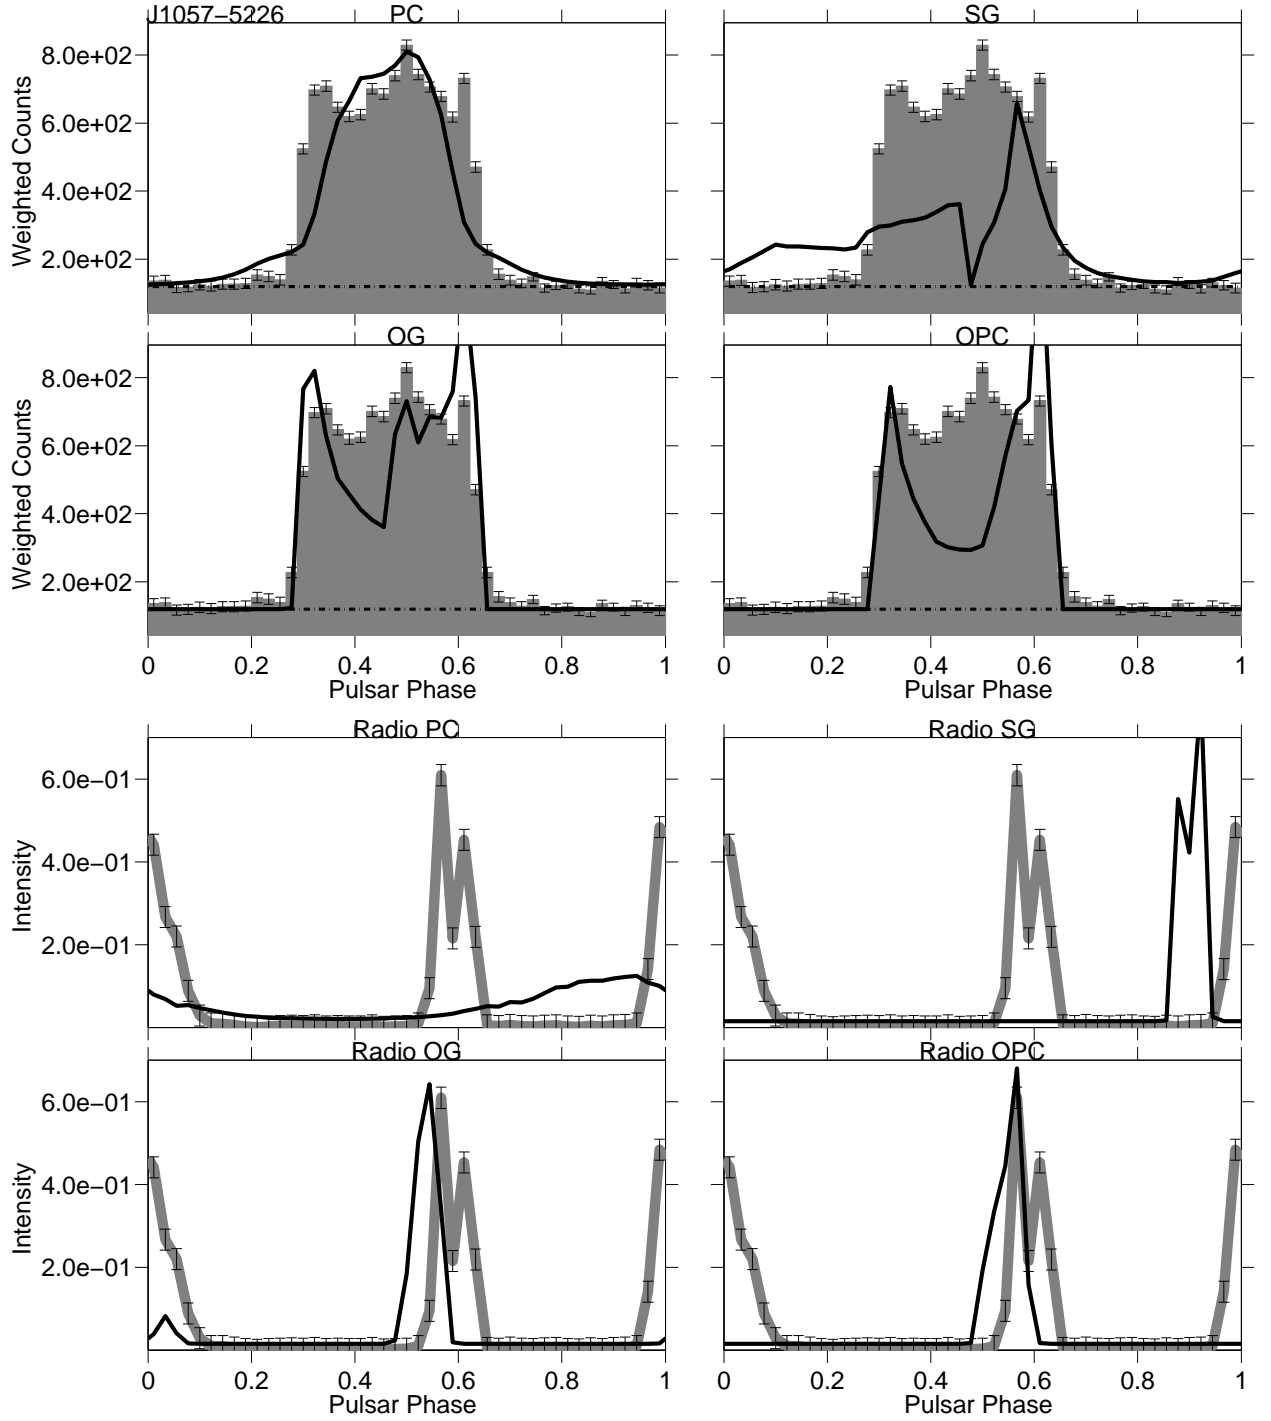 J1057−5226 PC SG
8.0e+02
6.0e+02
4.0e+02
2.0e+02
Weighted Counts
OG OPC
8.0e+02
6.0e+02
4.0e+02
2.0e+02
Weighted Counts
0 0.2 0.4 0.6 0.8 1 0 0.2 0.4 0.6 0.8 1
Pulsar Phase Pulsar Phase
Radio PC Radio SG
6.0e−01
4.0e−01
2.0e−01
Intensity
Radio OG Radio OPC
6.0e−01
4.0e−01
2.0e−01
Intensity
0 0.2 0.4 0.6 0.8 1 0 0.2 0.4 0.6 0.8 1
Pulsar Phase Pulsar Phase